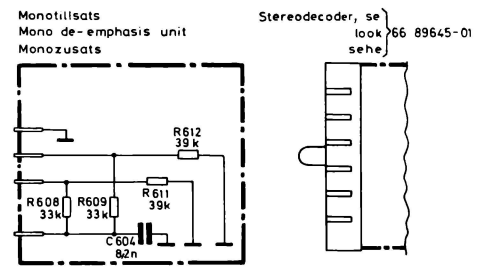 Monotillsats
Mono de-emphasis unit
Monozusats
Stereodecoder, se
look
sehe
66 89645-01
R612
39k
R611
39k
R608
33k
R609
33k
C604
8,2n